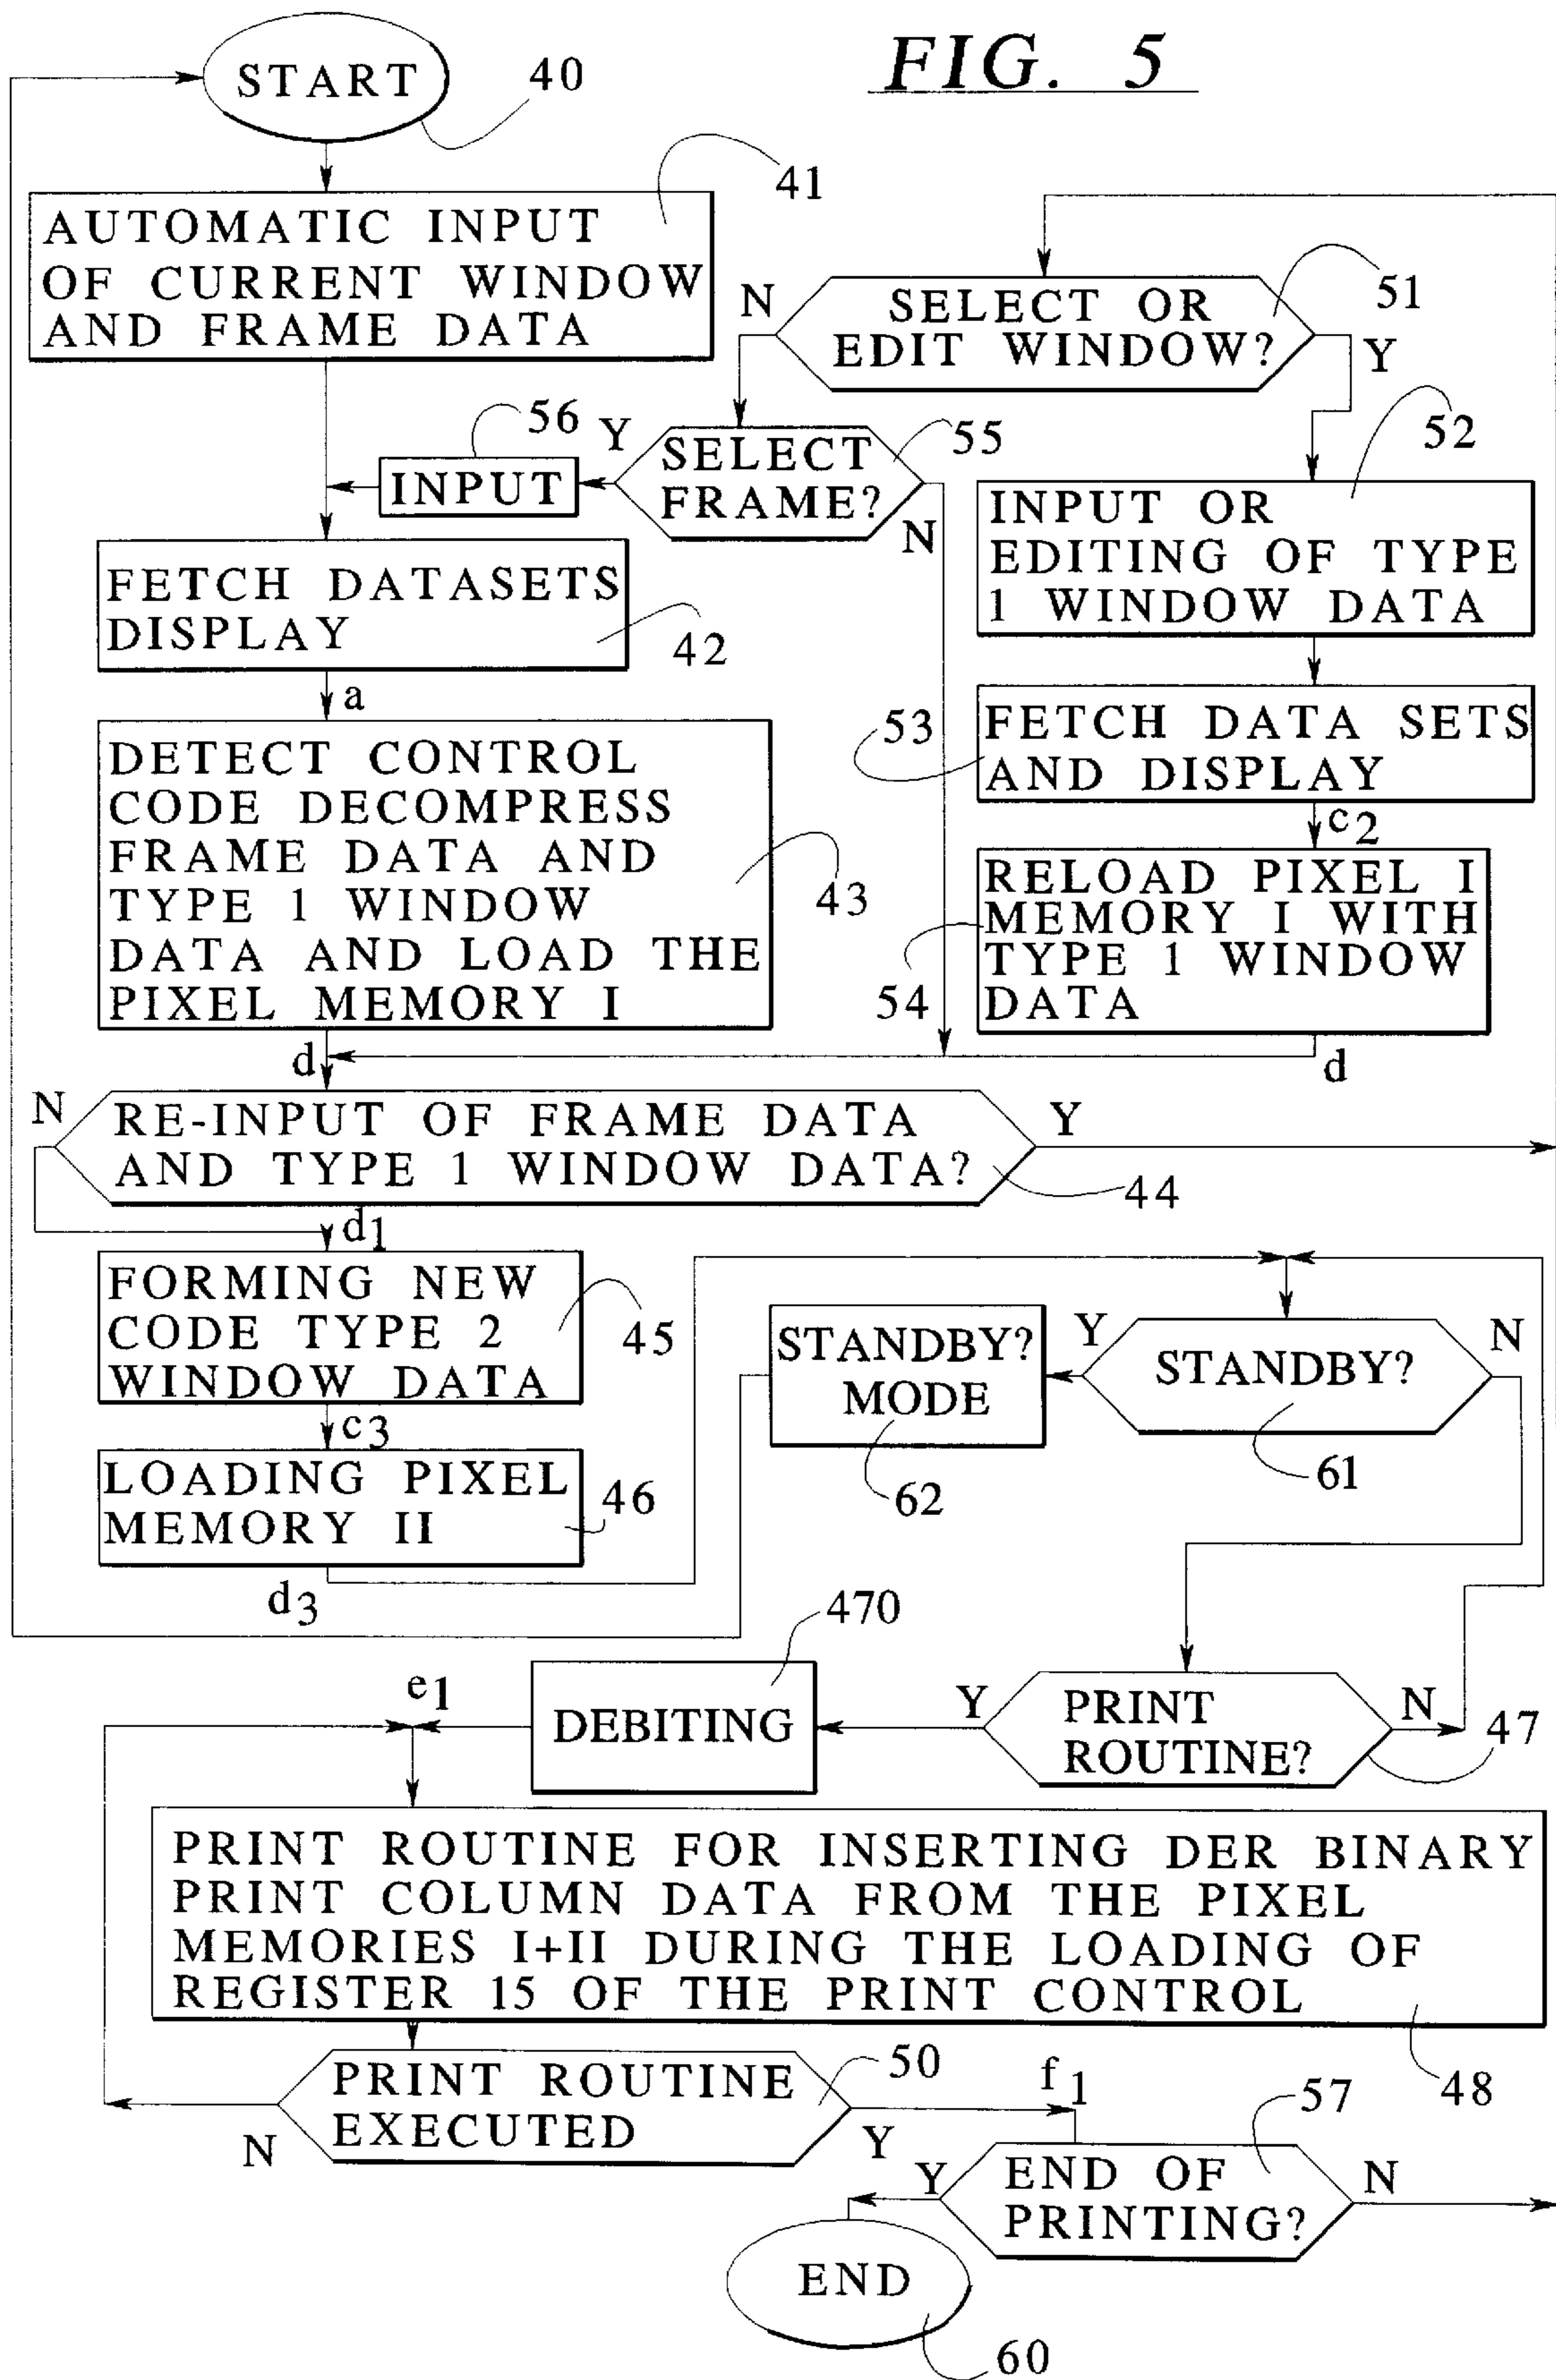 FIG. 5
START
40
AUTOMATIC INPUT
OF CURRENT WINDOW
AND FRAME DATA
41
N
SELECT OR
EDIT WINDOW?
51
Y
56
INPUT
Y
SELECT
FRAME?
55
N
52
INPUT OR
EDITING OF TYPE
1 WINDOW DATA
FETCH DATASETS
DISPLAY
42
a
53
FETCH DATA SETS
AND DISPLAY
c2
DETECT CONTROL
CODE DECOMPRESS
FRAME DATA AND
TYPE 1 WINDOW
DATA AND LOAD THE
PIXEL MEMORY I
43
RELOAD PIXEL I
MEMORY I WITH
TYPE 1 WINDOW
DATA
54
d
d
N
RE-INPUT OF FRAME DATA
AND TYPE 1 WINDOW DATA?
Y
44
d1
FORMING NEW
CODE TYPE 2
WINDOW DATA
45
c3
LOADING PIXEL
MEMORY II
46
d3
STANDBY?
MODE
62
Y
STANDBY?
N
61
470
e1
DEBITING
Y
PRINT
ROUTINE?
N
47
PRINT ROUTINE FOR INSERTING DER BINARY
PRINT COLUMN DATA FROM THE PIXEL
MEMORIES I+II DURING THE LOADING OF
REGISTER 15 OF THE PRINT CONTROL
48
PRINT ROUTINE
EXECUTED
50
N
Y
f1
57
Y
END OF
PRINTING?
N
END
60